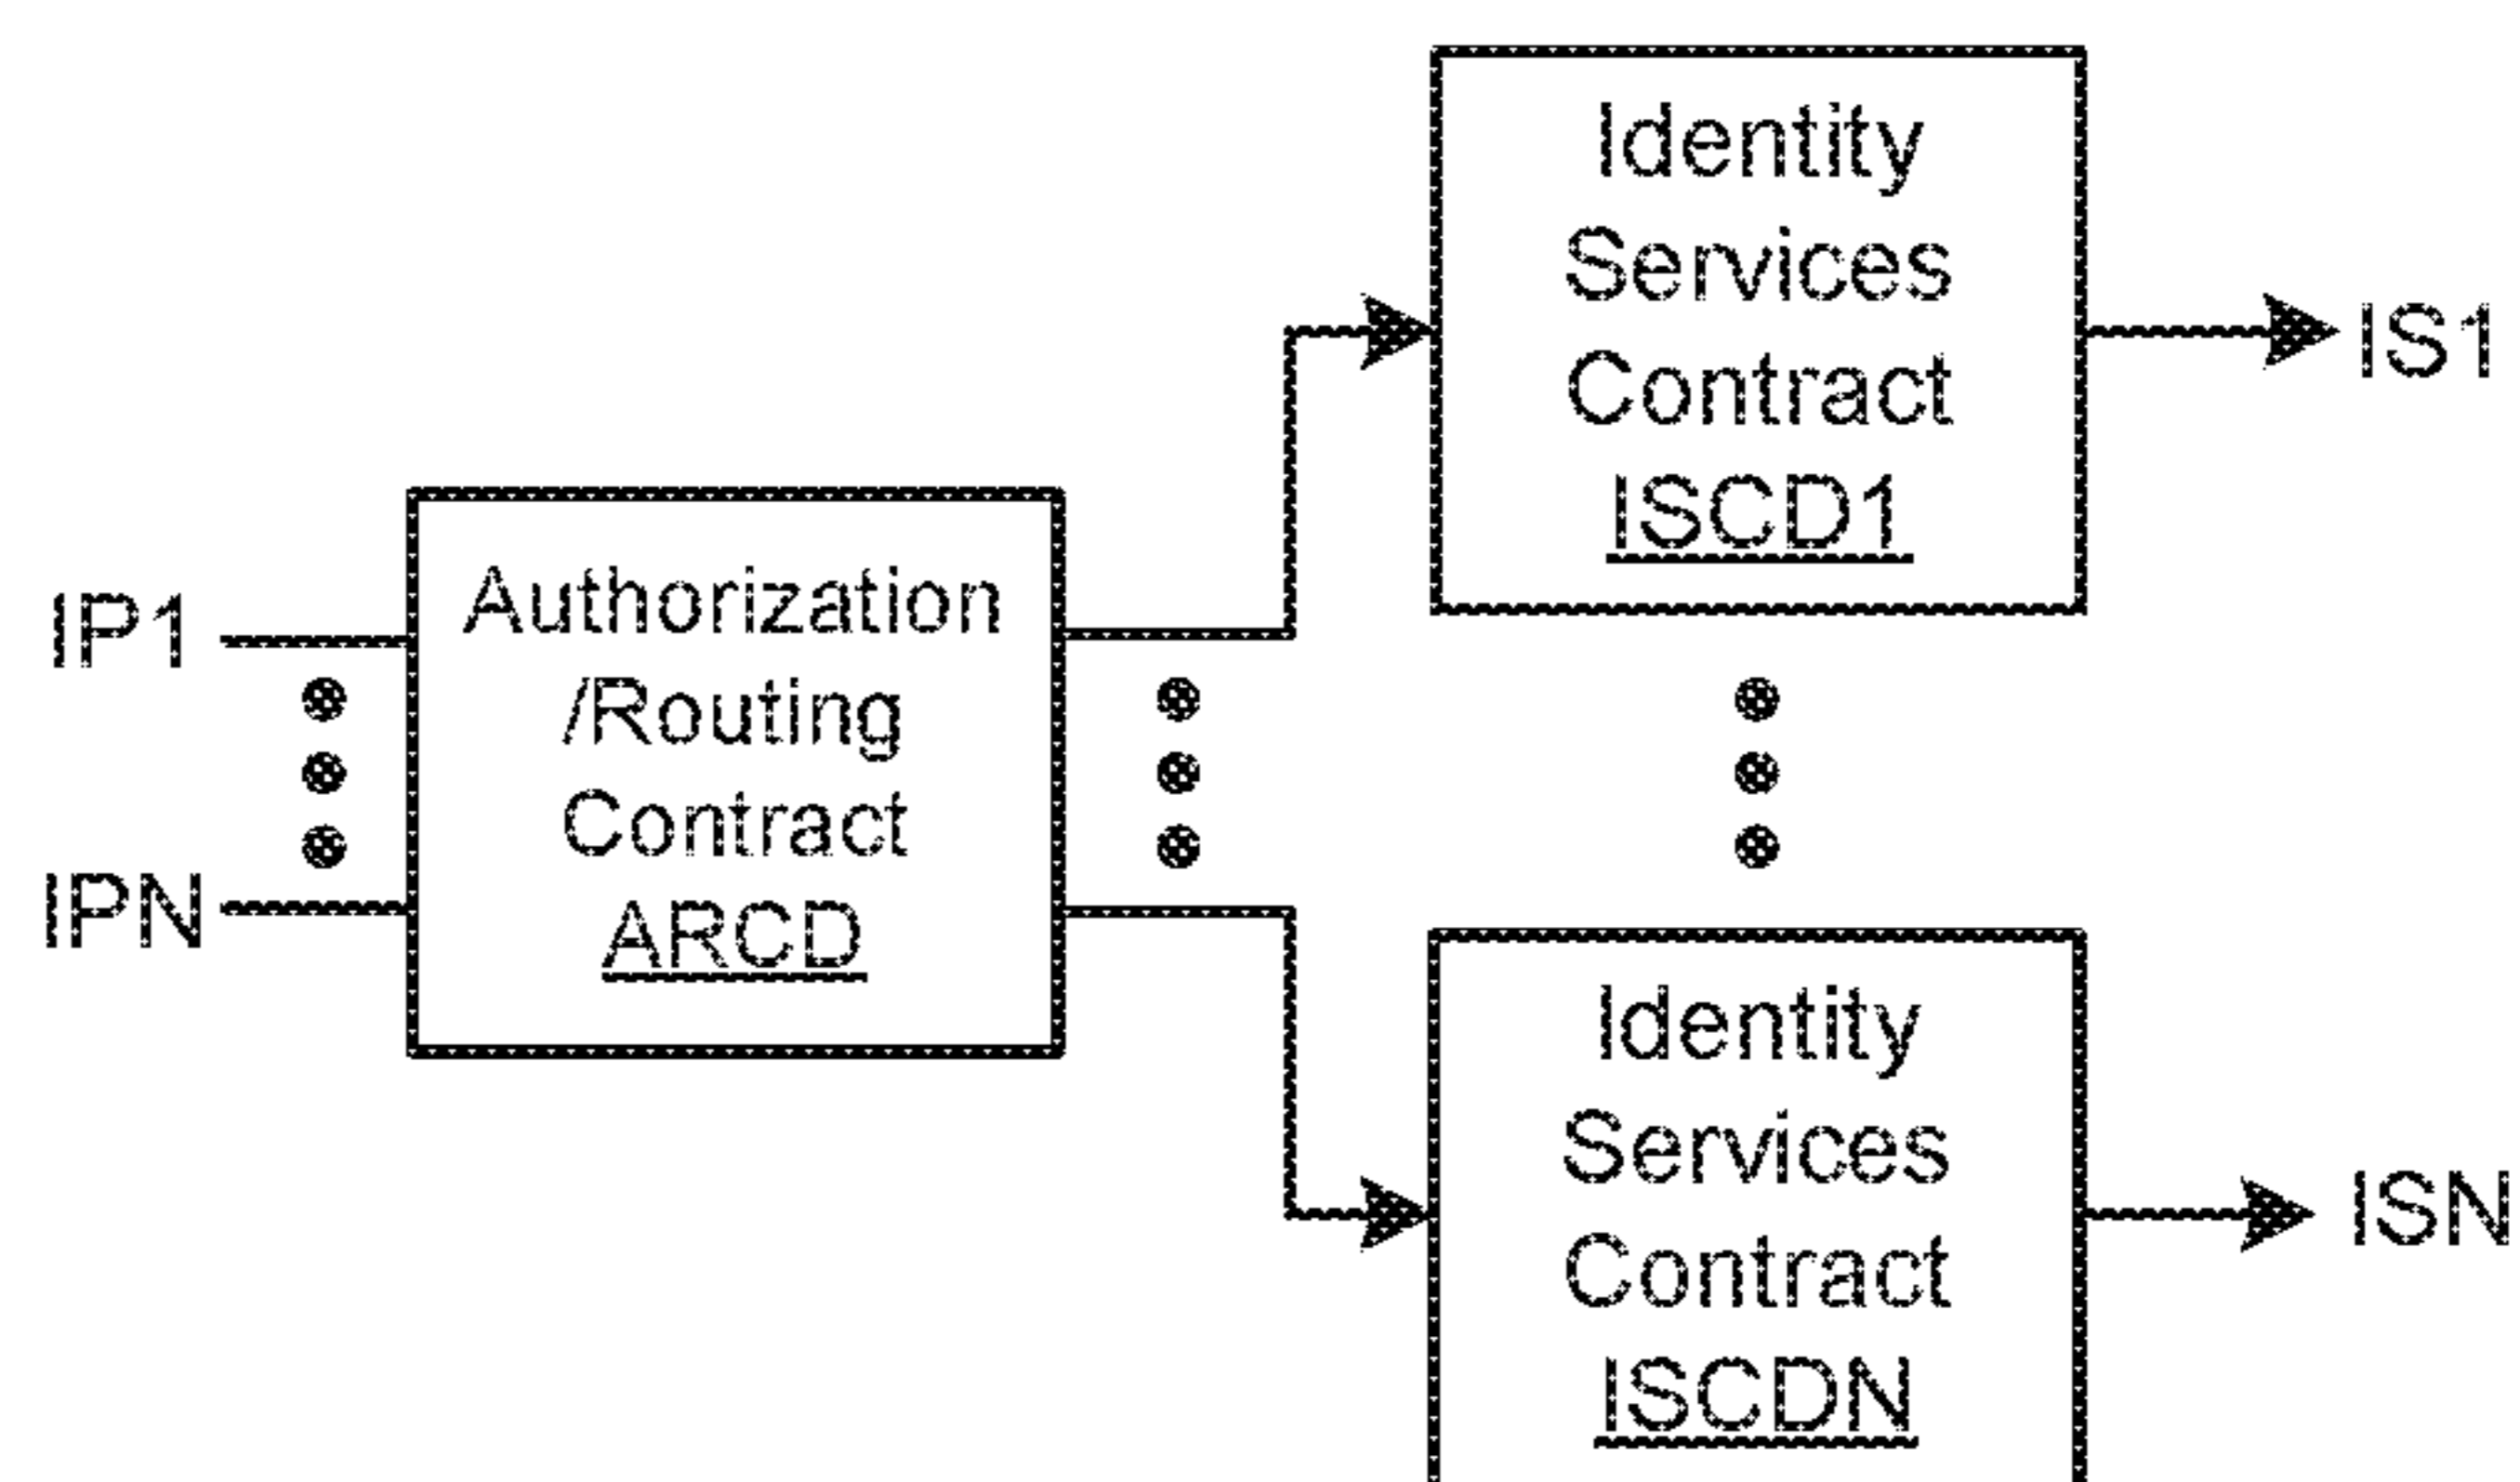 IP1
IPN
Authorization
/Routing
Contract
ARCD
Identity
Services
Contract
ISCD1
IS1
Identity
Services
Contract
ISCDN
ISN